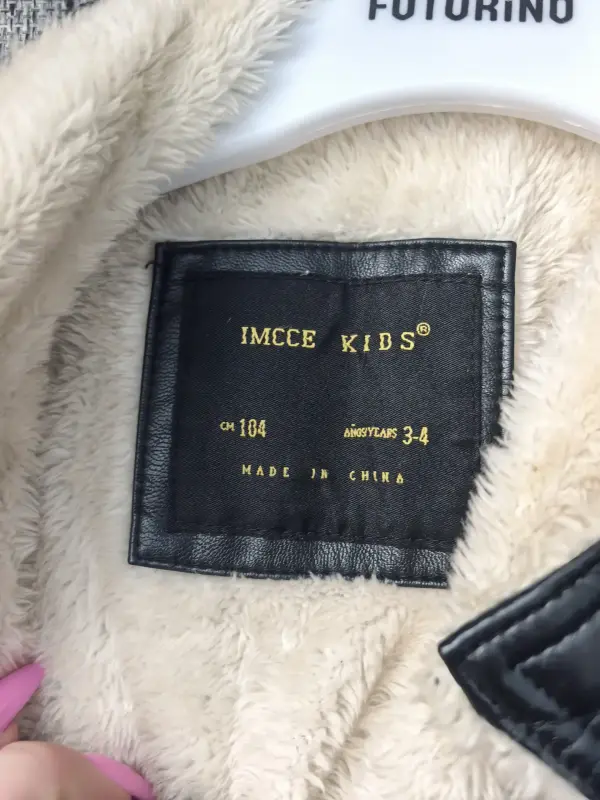 FUTURiNO
IMCCE KIDS®
CM 104 AÑOS/YEARS 3-4
MADE IN CHINA